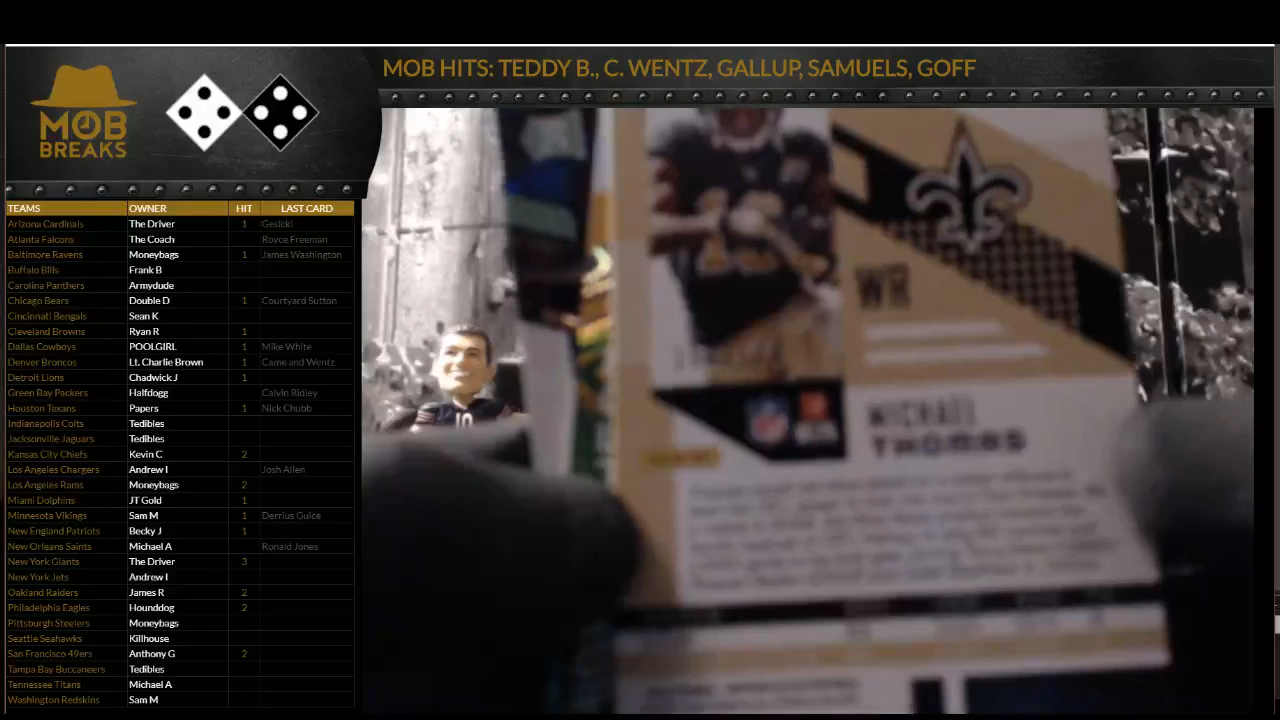 MOB HITS: TEDDY B., C. WENTZ, GALLUP, SAMUELS, GOFF
MOB
BREAKS
TEAMS OWNER HIT LAST CARD
Arizona Cardinals The Driver 1 Gesicki
Atlanta Falcons The Coach Royce Freeman
Baltimore Ravens Moneybags 1 James Washington
Buffalo Bills Frank B
Carolina Panthers Armydude
Chicago Bears Double D 1 Courtyard Sutton
Cincinnati Bengals Sean K
Cleveland Browns Ryan R 1
Dallas Cowboys POOLGIRL 1 Mike White
Denver Broncos Lt. Charlie Brown 1 Came and Wentz
Detroit Lions Chadwick J 1
Green Bay Packers Halfdogg Calvin Ridley
Houston Texans Papers 1 Nick Chubb
Indianapolis Colts Tedibles
Jacksonville Jaguars Tedibles
Kansas City Chiefs Kevin C 2
Los Angeles Chargers Andrew I Josh Allen
Los Angeles Rams Moneybags 2
Miami Dolphins JT Gold 1
Minnesota Vikings Sam M 1 Derrius Guice
New England Patriots Becky J 1
New Orleans Saints Michael A Ronald Jones
New York Giants The Driver 3
New York Jets Andrew I
Oakland Raiders James R 2
Philadelphia Eagles Hounddog 2
Pittsburgh Steelers Moneybags
Seattle Seahawks Killhouse
San Francisco 49ers Anthony G 2
Tampa Bay Buccaneers Tedibles
Tennessee Titans Michael A
Washington Redskins Sam M
WR
NFL
MICHAEL
THOMAS